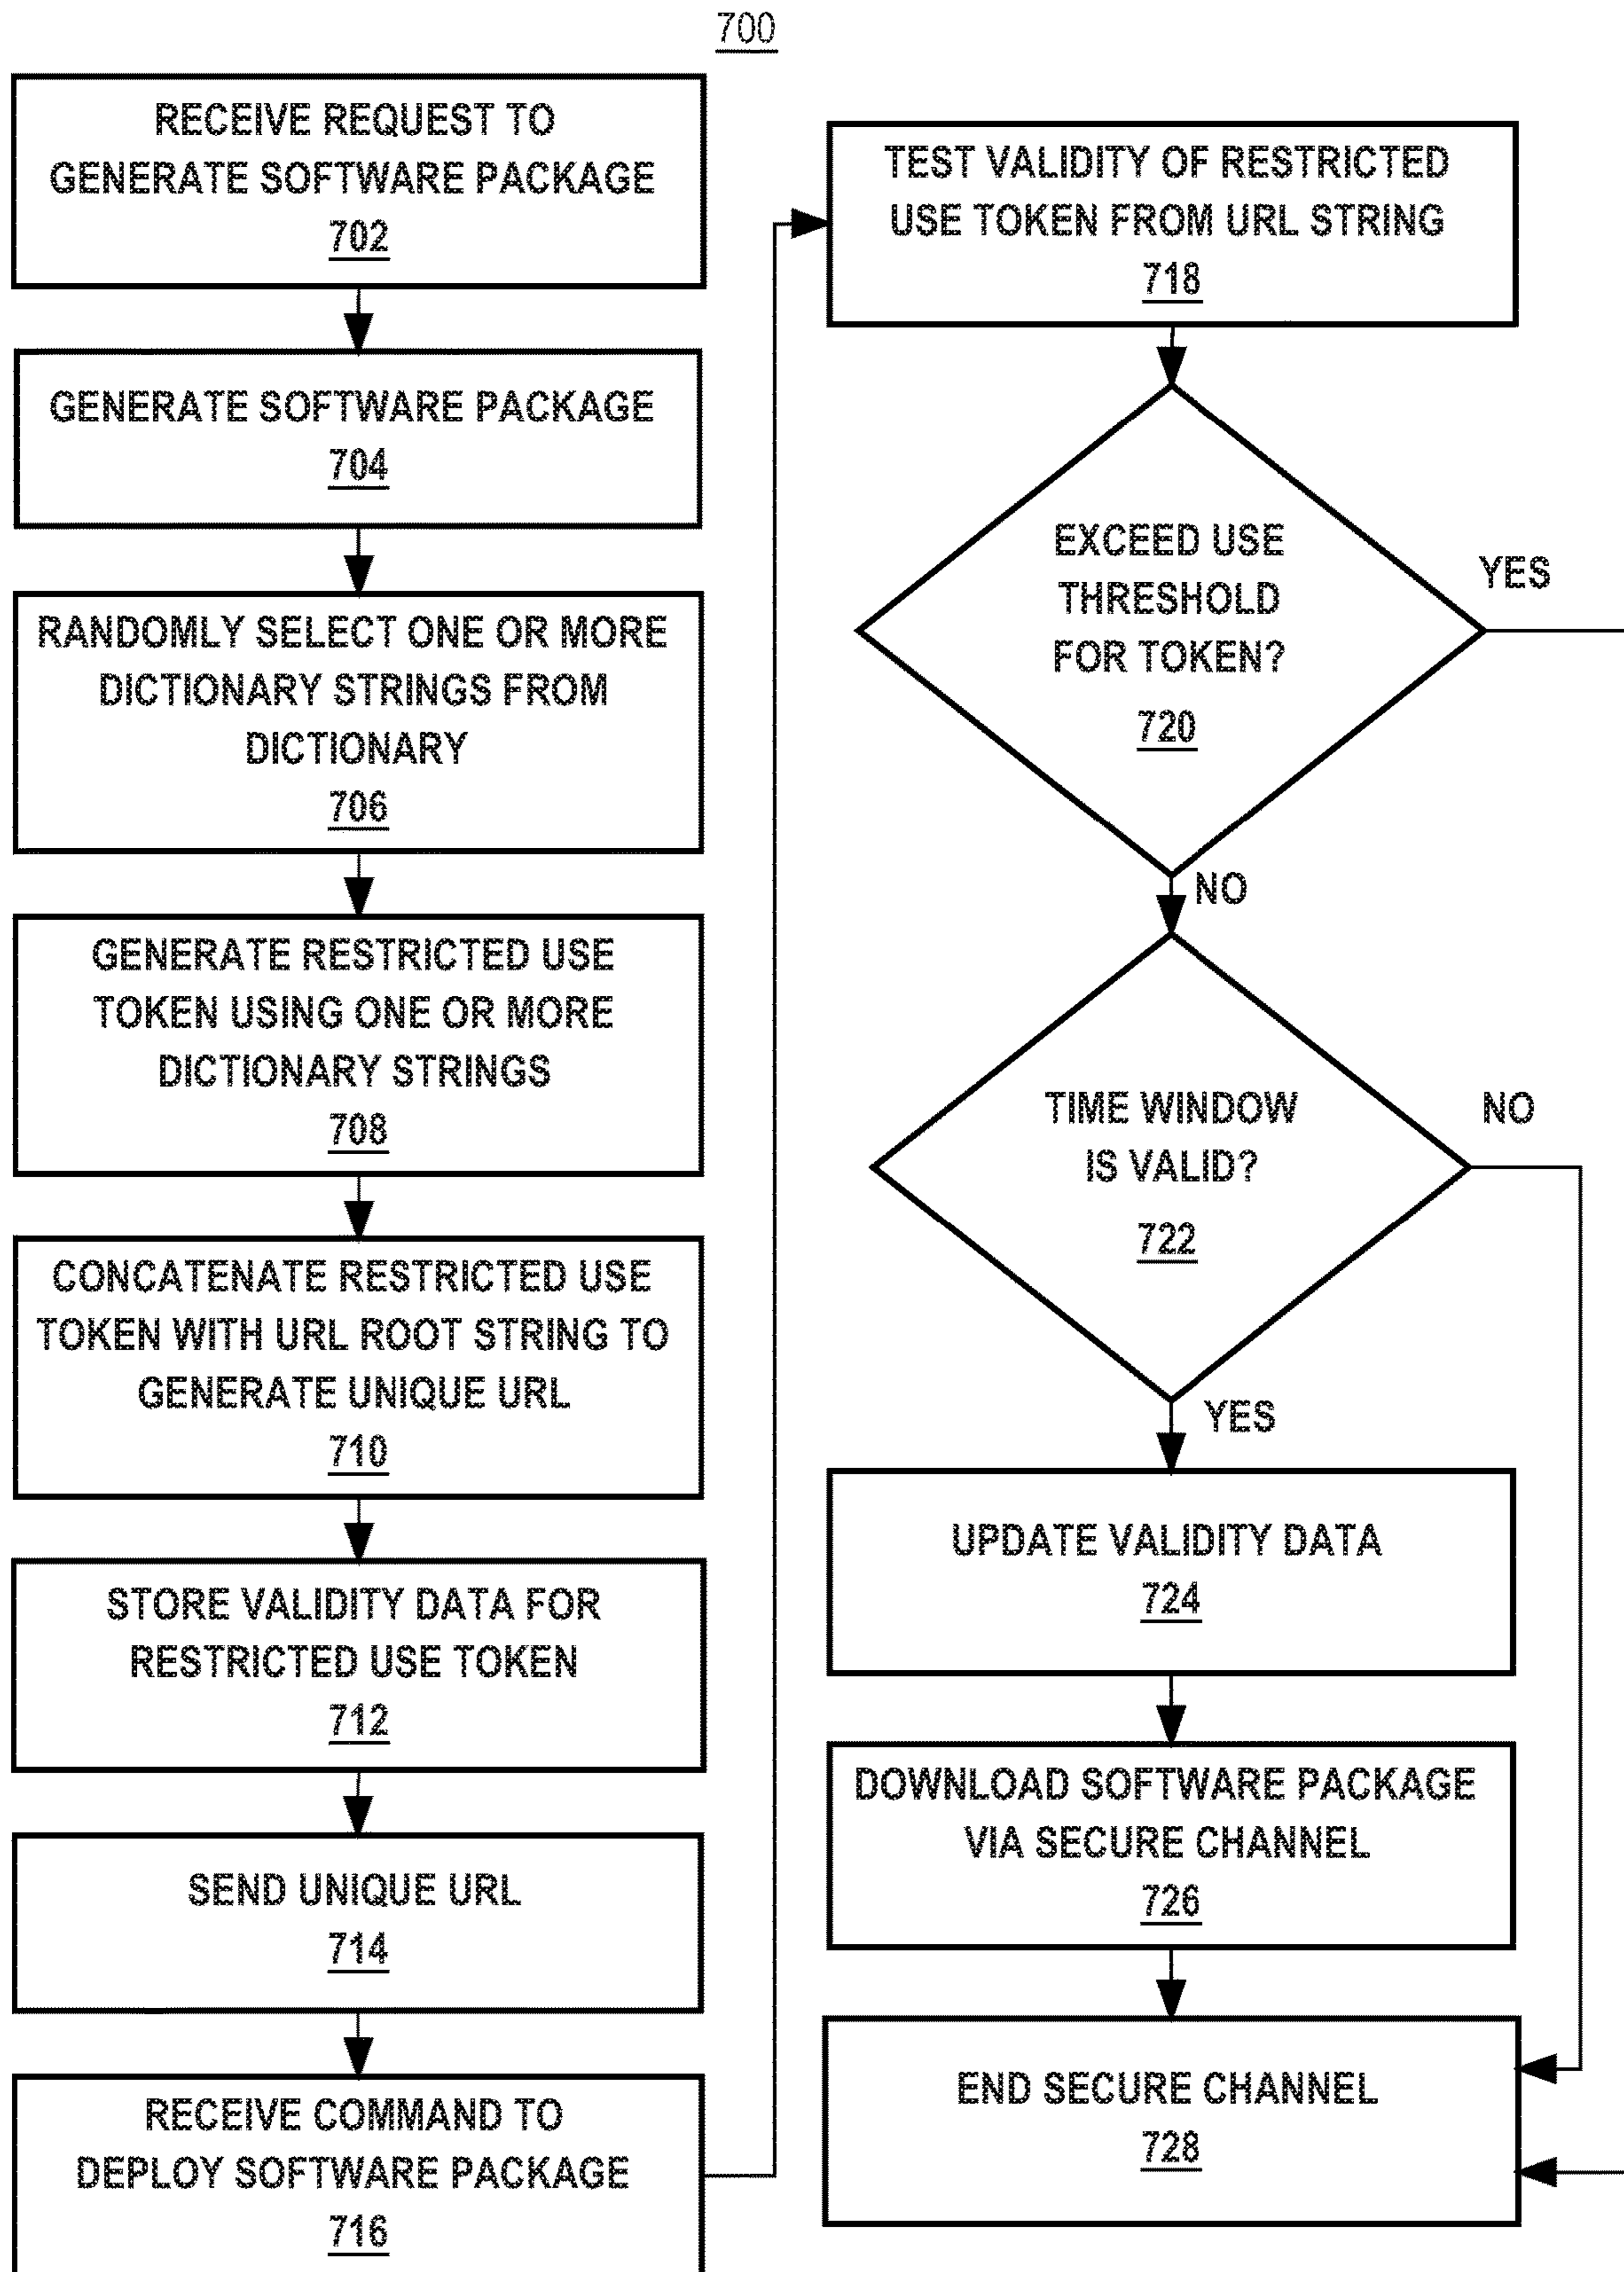 700
RECEIVE REQUEST TO
GENERATE SOFTWARE PACKAGE
702
GENERATE SOFTWARE PACKAGE
704
RANDOMLY SELECT ONE OR MORE
DICTIONARY STRINGS FROM
DICTIONARY
706
GENERATE RESTRICTED USE
TOKEN USING ONE OR MORE
DICTIONARY STRINGS
708
CONCATENATE RESTRICTED USE
TOKEN WITH URL ROOT STRING TO
GENERATE UNIQUE URL
710
STORE VALIDITY DATA FOR
RESTRICTED USE TOKEN
712
SEND UNIQUE URL
714
RECEIVE COMMAND TO
DEPLOY SOFTWARE PACKAGE
716
TEST VALIDITY OF RESTRICTED
USE TOKEN FROM URL STRING
718
EXCEED USE
THRESHOLD
FOR TOKEN?
720
YES
NO
TIME WINDOW
IS VALID?
722
NO
YES
UPDATE VALIDITY DATA
724
DOWNLOAD SOFTWARE PACKAGE
VIA SECURE CHANNEL
726
END SECURE CHANNEL
728